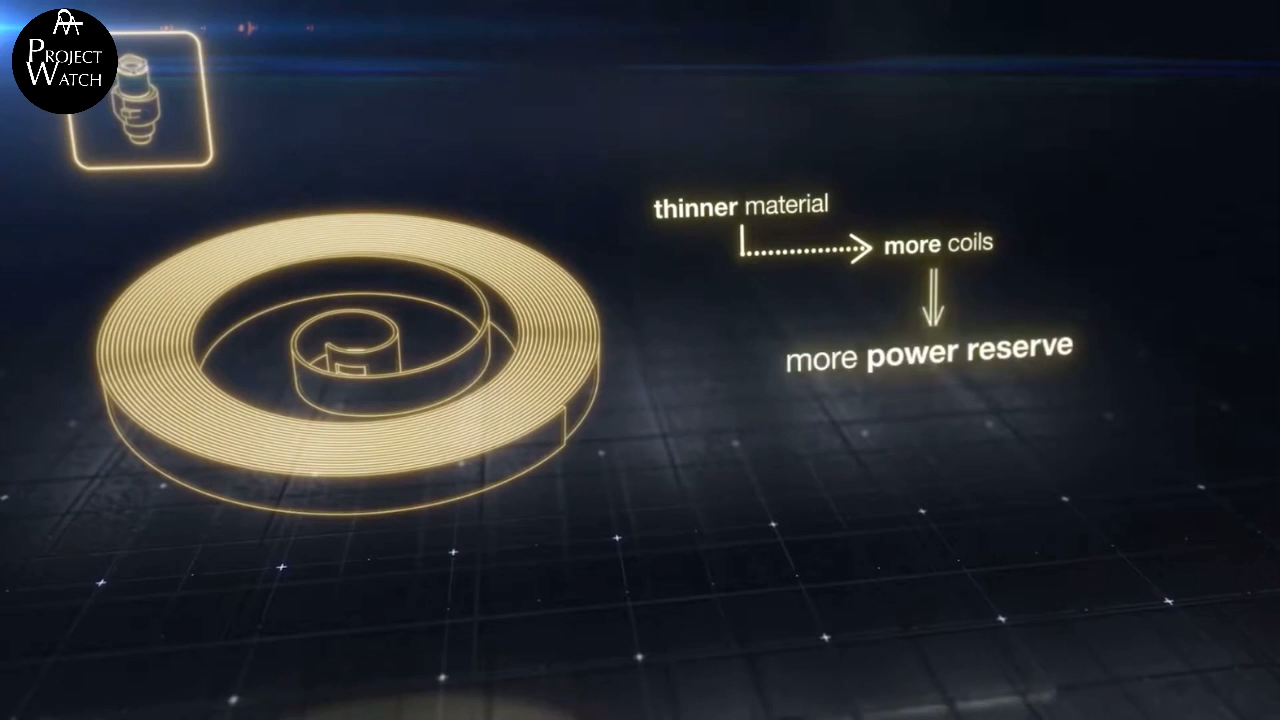 PROJECT
WATCH
thinner material
more coils
more power reserve